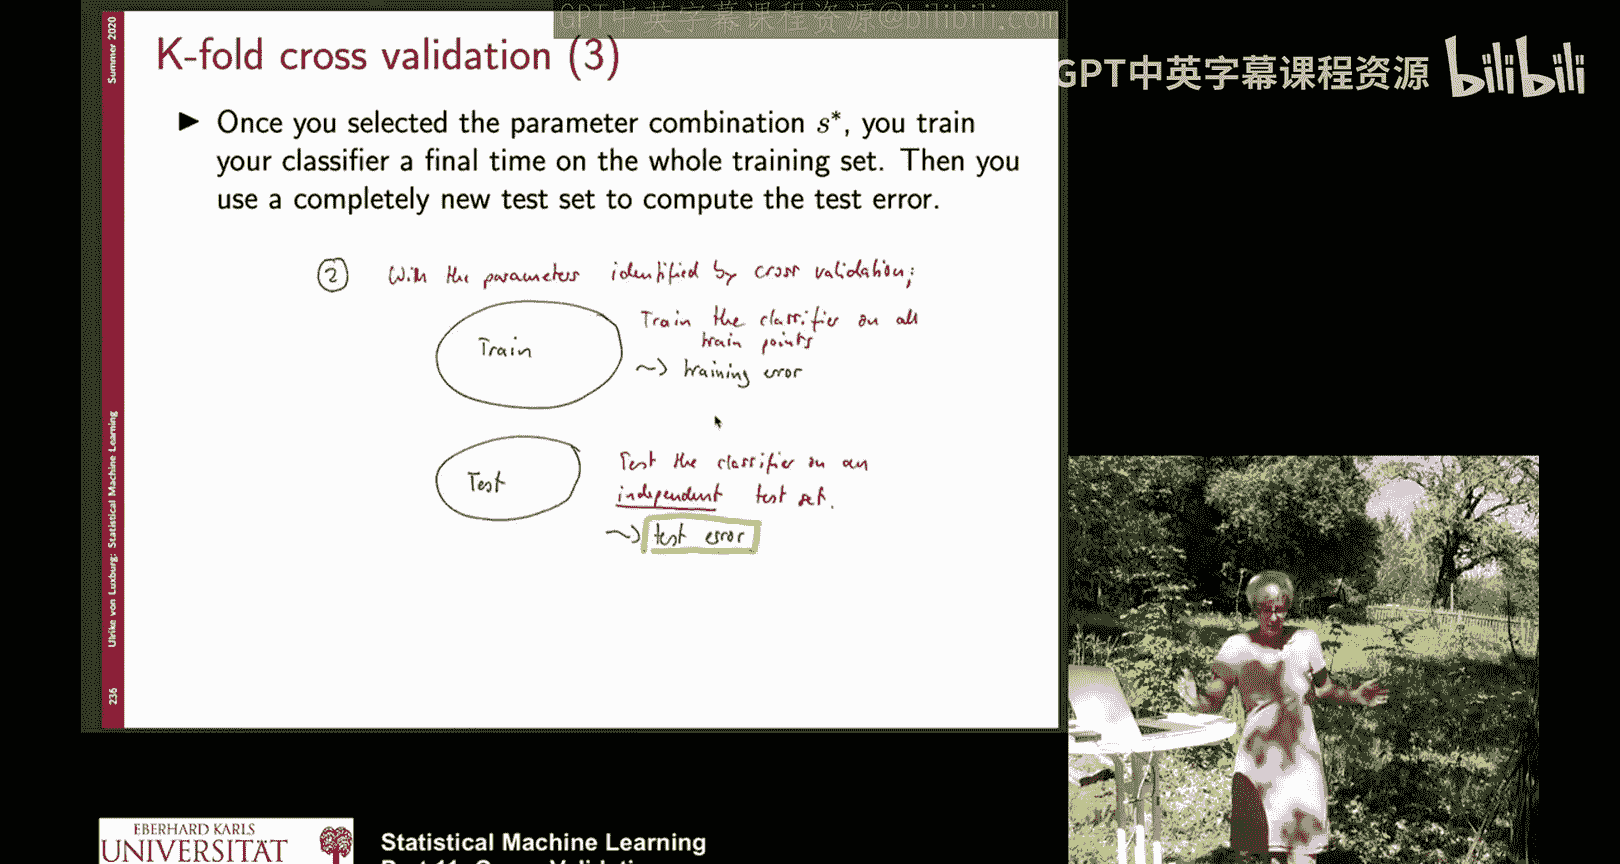 GPT中英字幕课程资源@bilibili.com
GPT中英字幕课程资源 bilibili
Summer 2020
K-fold cross validation (3)
► Once you selected the parameter combination s*, you train
your classifier a final time on the whole training set. Then you
use a completely new test set to compute the test error.
② With the parameters identified by cross validation;
Train
Train the classifier on all
train points
~> training error
Test
Test the classifier on an
independent test set.
~> test error
Ulrike von Luxburg: Statistical Machine Learning
236
EBERHARD KARLS
UNIVERSITÄT
Statistical Machine Learning